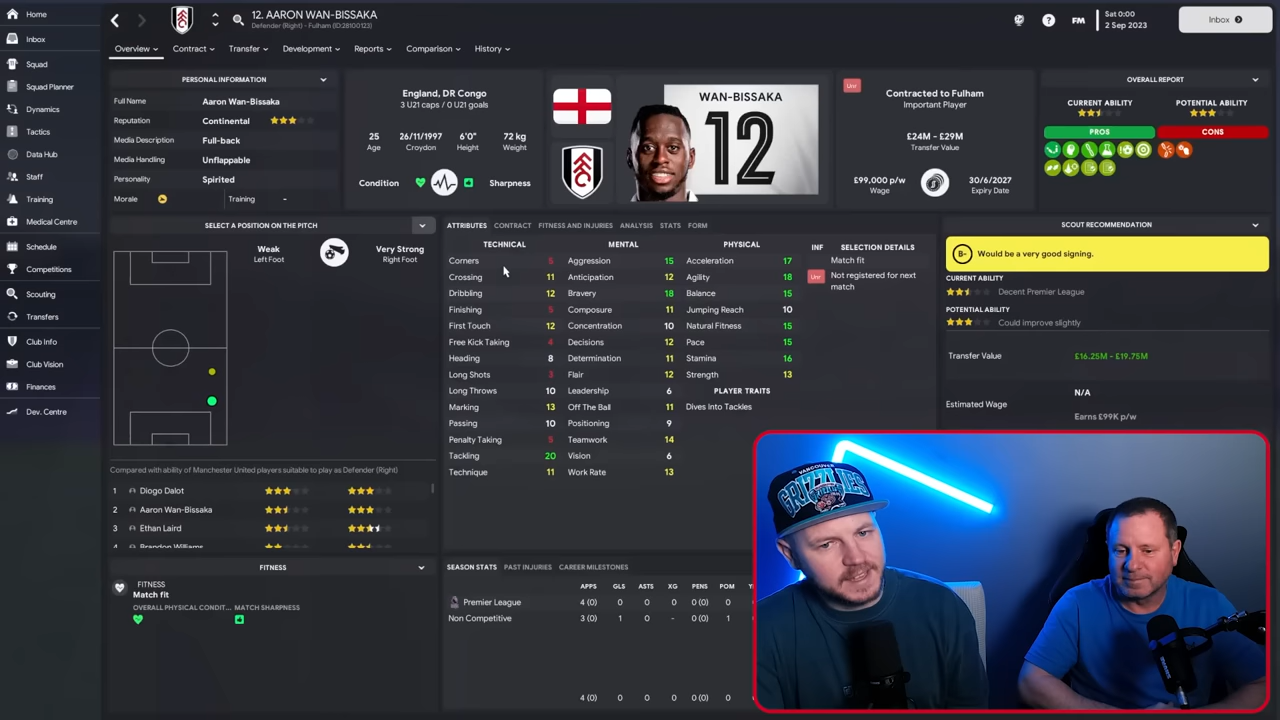 Home
Inbox
Squad
Squad Planner
Dynamics
Tactics
Data Hub
Staff
Training
Medical Centre
Schedule
Competitions
Scouting
Transfers
Club Info
Club Vision
Finances
Dev. Centre
12. AARON WAN-BISSAKA
Defender (Right) - Fulham (ID:28100123)
? FM Sat 0:00
2 Sep 2023
Inbox
Overview Contract Transfer Development Reports Comparison History
PERSONAL INFORMATION
Full Name Aaron Wan-Bissaka
Reputation Continental
Media Description Full-back
Media Handling Unflappable
Personality Spirited
Morale Training -
England, DR Congo
3 U21 caps / 0 U21 goals
25 26/11/1997 6'0" 72 kg
Age Croydon Height Weight
Condition Sharpness
WAN-BISSAKA
12
Unr Contracted to Fulham
Important Player
£24M - £29M
Transfer Value
£99,000 p/w 30/6/2027
Wage Expiry Date
OVERALL REPORT
CURRENT ABILITY POTENTIAL ABILITY
PROS CONS
SELECT A POSITION ON THE PITCH
Weak Very Strong
Left Foot Right Foot
Compared with ability of Manchester United players suitable to play as Defender (Right)
1 Diogo Dalot
2 Aaron Wan-Bissaka
3 Ethan Laird
4 Brandon Williams
FITNESS
FITNESS
Match fit
OVERALL PHYSICAL CONDIT... MATCH SHARPNESS
ATTRIBUTES CONTRACT FITNESS AND INJURIES ANALYSIS STATS FORM
TECHNICAL MENTAL PHYSICAL INF SELECTION DETAILS
Corners 5 Aggression 15 Acceleration 17 Match fit
Crossing 11 Anticipation 12 Agility 18 Unr Not registered for next
match
Dribbling 12 Bravery 18 Balance 15
Finishing 5 Composure 11 Jumping Reach 10
First Touch 12 Concentration 10 Natural Fitness 15
Free Kick Taking 4 Decisions 12 Pace 15
Heading 8 Determination 11 Stamina 16
Long Shots 3 Flair 12 Strength 13
Long Throws 10 Leadership 6 PLAYER TRAITS
Marking 13 Off The Ball 11 Dives Into Tackles
Passing 10 Positioning 9
Penalty Taking 5 Teamwork 14
Tackling 20 Vision 6
Technique 11 Work Rate 13
SCOUT RECOMMENDATION
B- Would be a very good signing.
CURRENT ABILITY
Decent Premier League
POTENTIAL ABILITY
Could improve slightly
Transfer Value £16.25M - £19.75M
N/A
Estimated Wage
Earns £99K p/w
SEASON STATS PAST INJURIES CAREER MILESTONES
APPS GLS ASTS XG PENS POM
Premier League 4 (0) 0 0 0 0 (0) 0
Non Competitive 3 (0) 1 0 - 0 (0) 1
4 (0) 0 0 0 0 (0) 0
VANCOUVER
GRIZZLIES